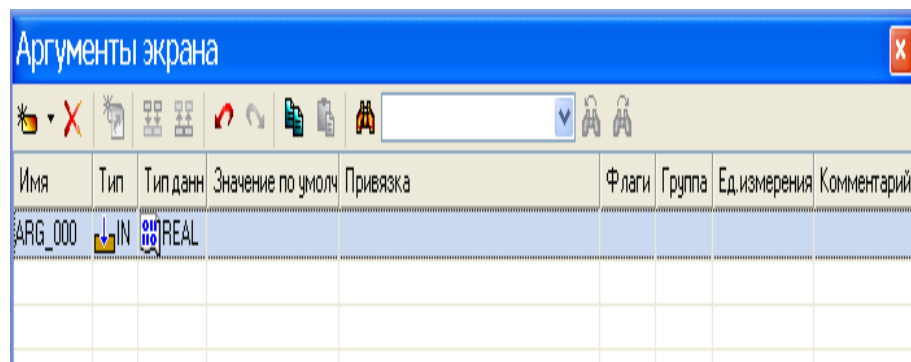 Аргументы экрана
Имя Тип Тип данн Значение по умолч Привязка Флаги Группа Ед.измерения Комментарий
ARG_000 IN REAL